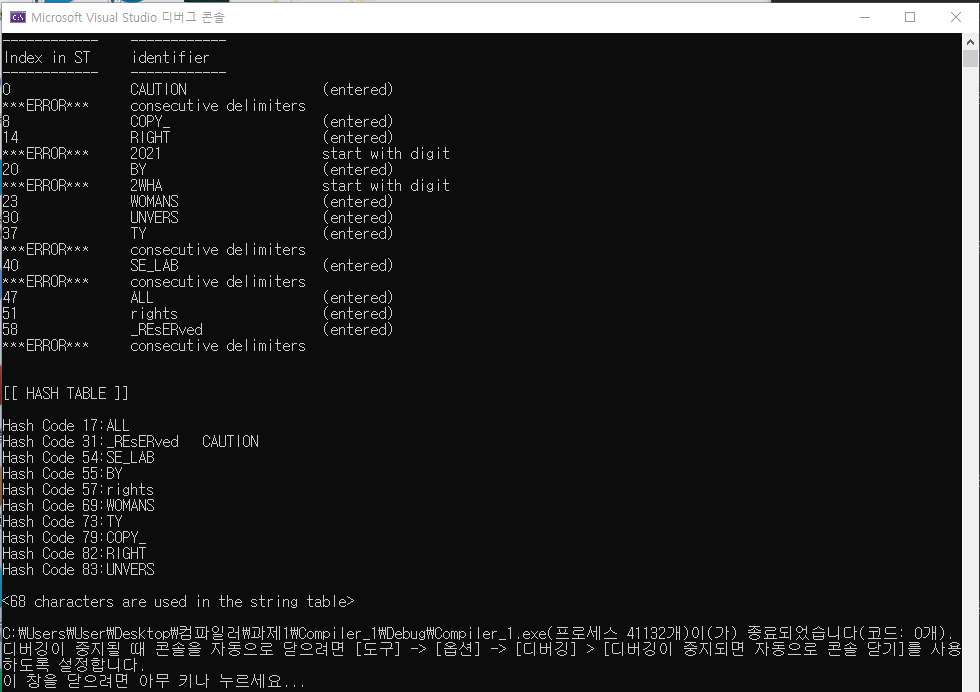 Microsoft Visual Studio 디버그 콘솔
------------ ------------
Index in ST identifier
------------ ------------
0 CAUTION (entered)
***ERROR*** consecutive delimiters
8 COPY_ (entered)
14 RIGHT (entered)
***ERROR*** 2021 start with digit
20 BY (entered)
***ERROR*** 2WHA start with digit
23 WOMANS (entered)
30 UNVERS (entered)
37 TY (entered)
***ERROR*** consecutive delimiters
40 SE_LAB (entered)
***ERROR*** consecutive delimiters
47 ALL (entered)
51 rights (entered)
58 _REsERved (entered)
***ERROR*** consecutive delimiters
[[ HASH TABLE ]]
Hash Code 17:ALL
Hash Code 31:_REsERved CAUTION
Hash Code 54:SE_LAB
Hash Code 55:BY
Hash Code 57:rights
Hash Code 69:WOMANS
Hash Code 73:TY
Hash Code 79:COPY_
Hash Code 82:RIGHT
Hash Code 83:UNVERS
<68 characters are used in the string table>
C:₩Users₩User₩Desktop₩컴파일러₩과제1₩Compiler_1₩Debug₩Compiler_1.exe(프로세스 41132개)이(가) 종료되었습니다(코드: 0개).
디버깅이 중지될 때 콘솔을 자동으로 닫으려면 [도구] -> [옵션] -> [디버깅] > [디버깅이 중지되면 자동으로 콘솔 닫기]를 사용
하도록 설정합니다.
이 창을 닫으려면 아무 키나 누르세요...